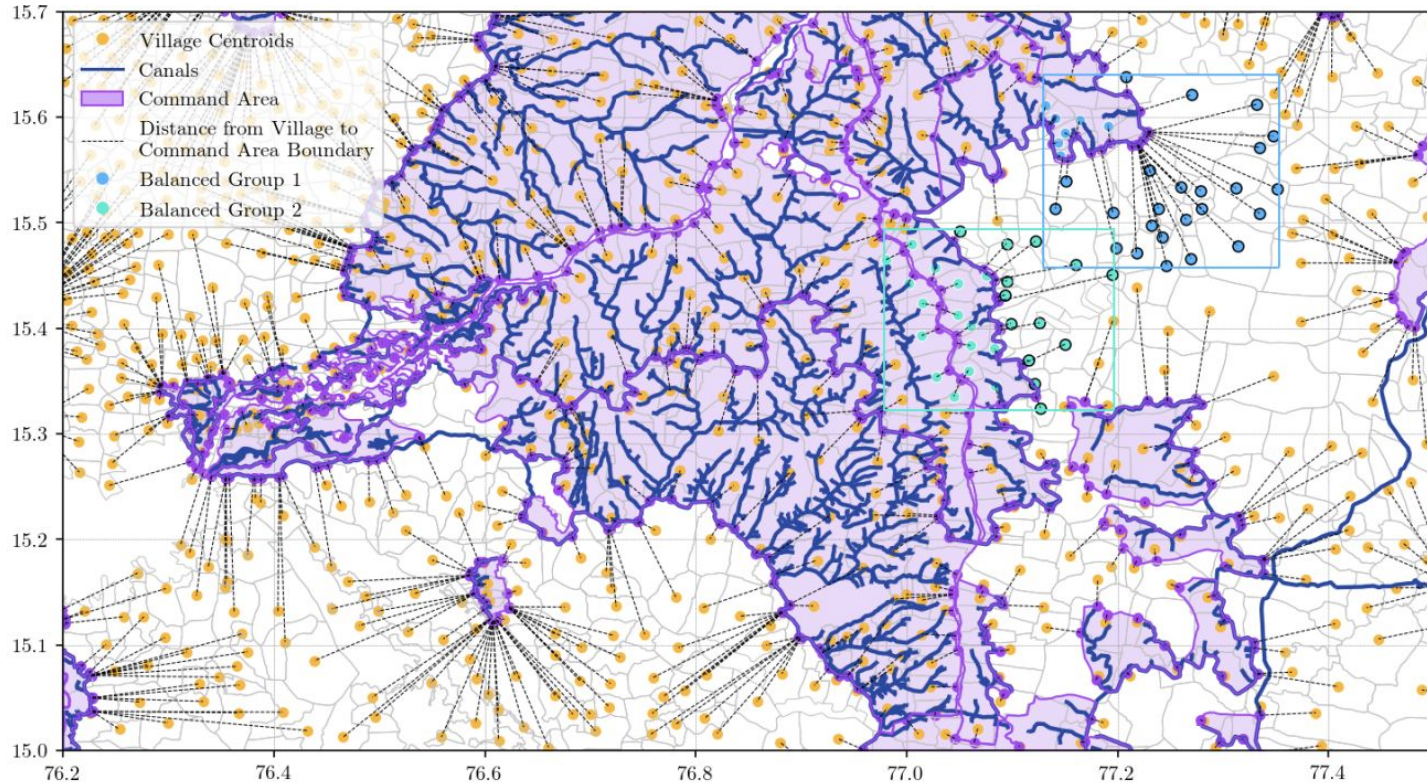 15.7
15.6
15.5
15.4
15.3
15.2
15.1
15.0
76.2
76.4
76.6
76.8
77.0
77.2
77.4
Village Centroids
Canals
Command Area
Distance from Village to
Command Area Boundary
Balanced Group 1
Balanced Group 2